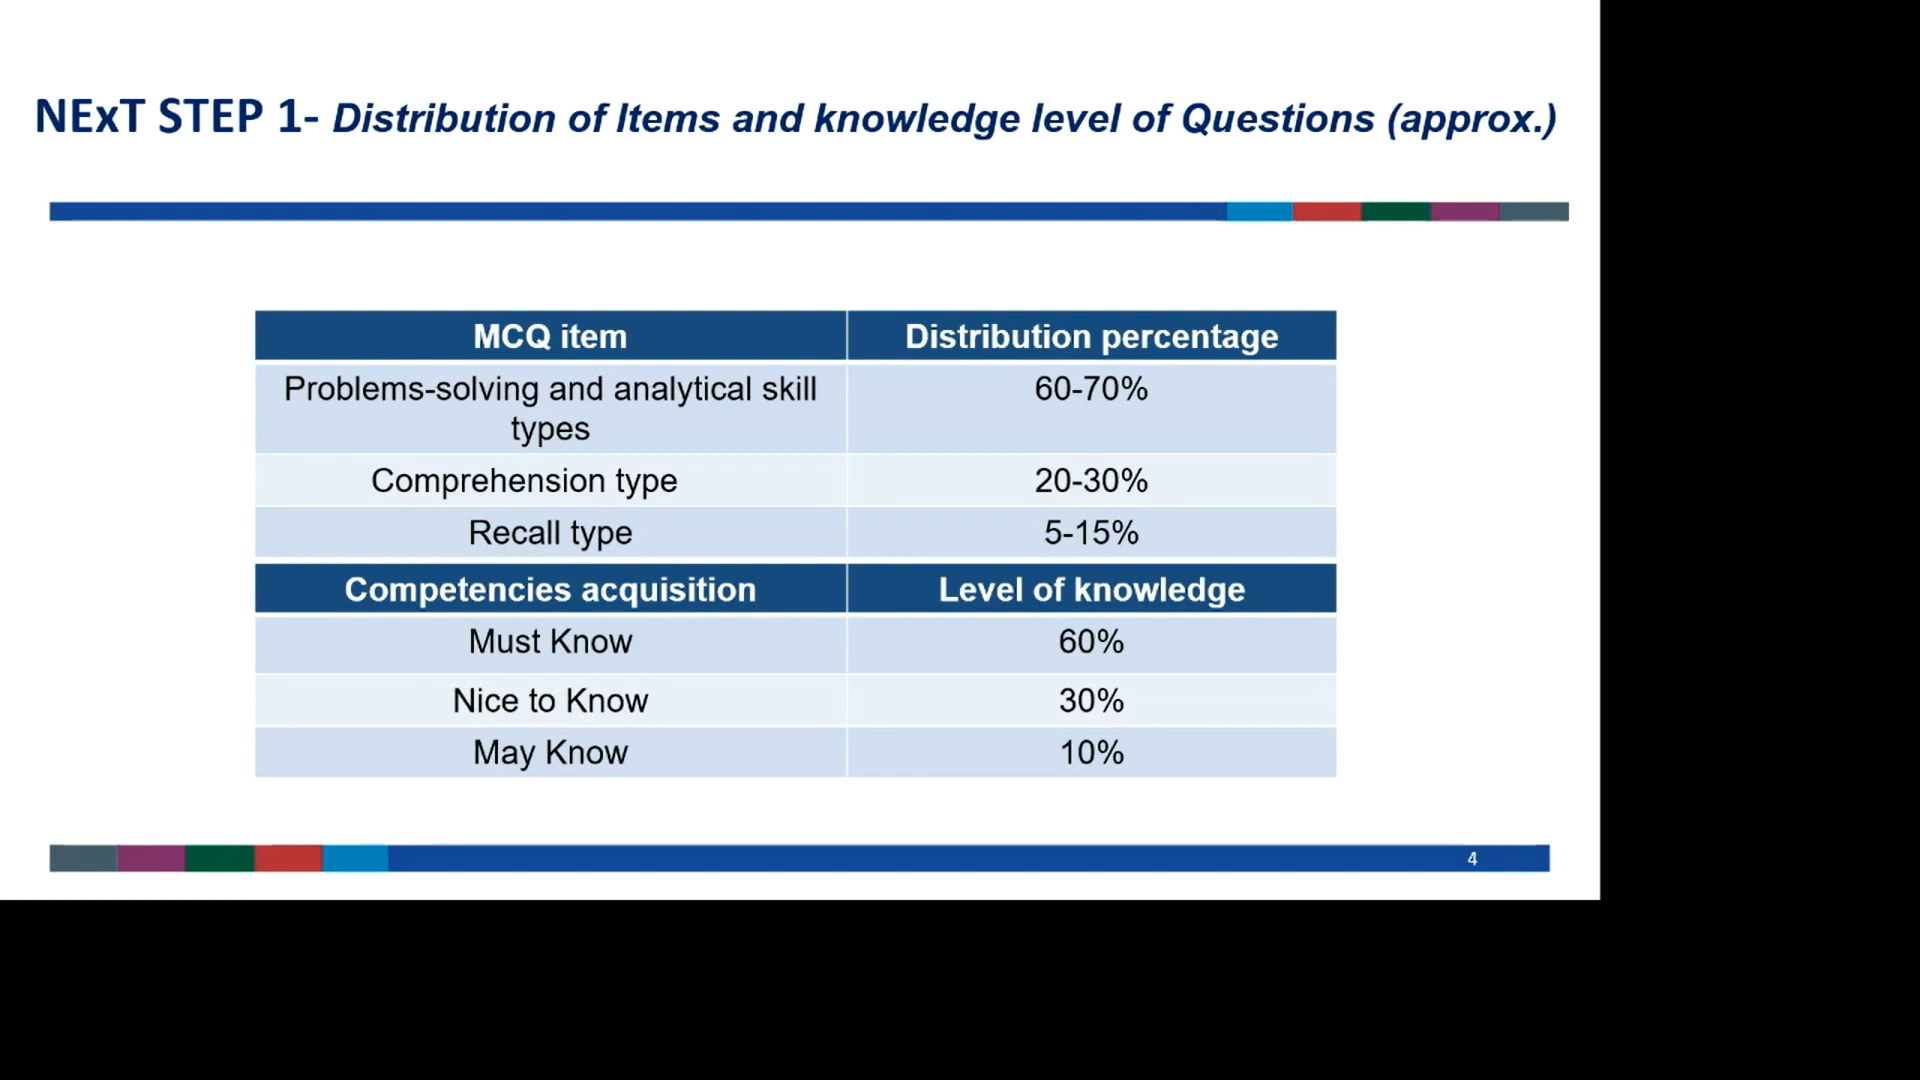 NExT STEP 1- Distribution of Items and knowledge level of Questions (approx.)
MCQ item Distribution percentage
Problems-solving and analytical skill 60-70%
types
Comprehension type 20-30%
Recall type 5-15%
Competencies acquisition Level of knowledge
Must Know 60%
Nice to Know 30%
May Know 10%
4